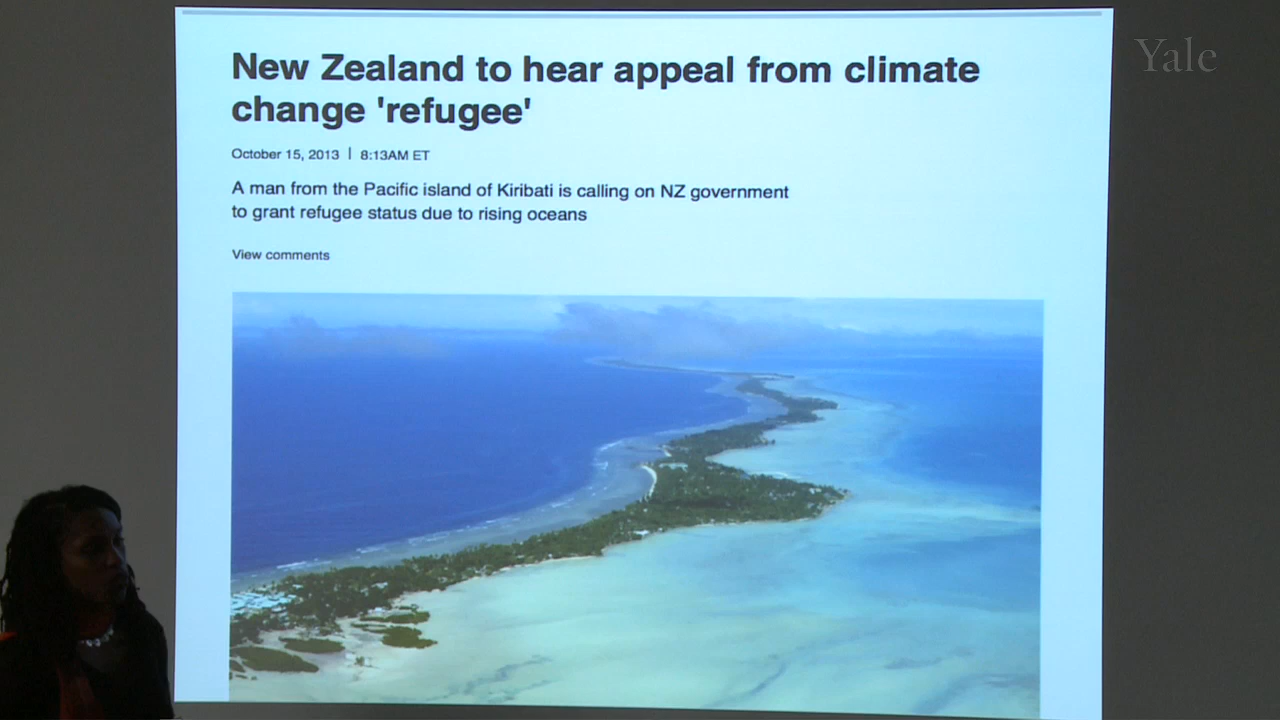 New Zealand to hear appeal from climate
change 'refugee'
October 15, 2013 | 8:13AM ET
A man from the Pacific island of Kiribati is calling on NZ government
to grant refugee status due to rising oceans
View comments
Yale